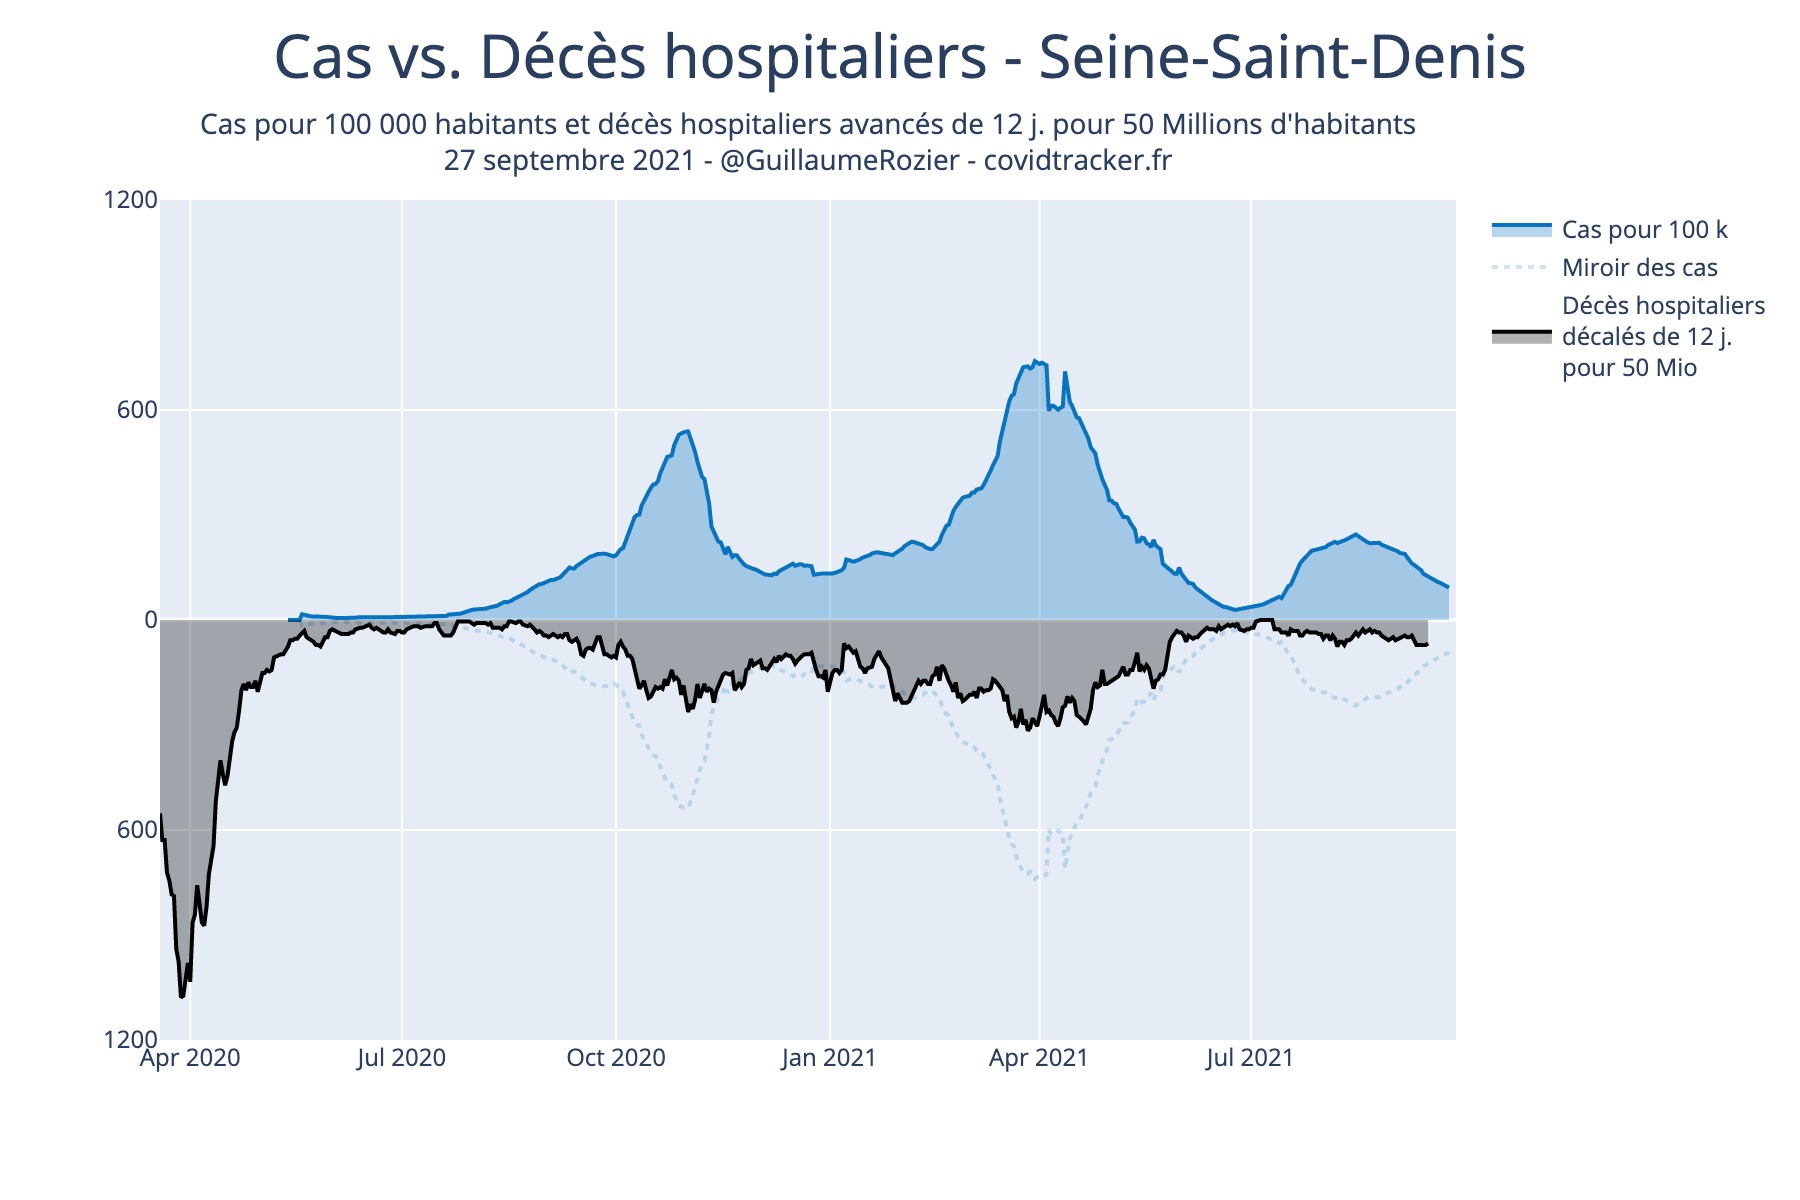 Cas vs. Décès hospitaliers - Seine-Saint-Denis
Cas pour 100 000 habitants et décès hospitaliers avancés de 12 j. pour 50 Millions d'habitants
27 septembre 2021 - @GuillaumeRozier - covidtracker.fr
1200
600
0
600
1200
Apr 2020
Jul 2020
Oct 2020
Jan 2021
Apr 2021
Jul 2021
Cas pour 100 k
Miroir des cas
Décès hospitaliers
décalés de 12 j.
pour 50 Mio